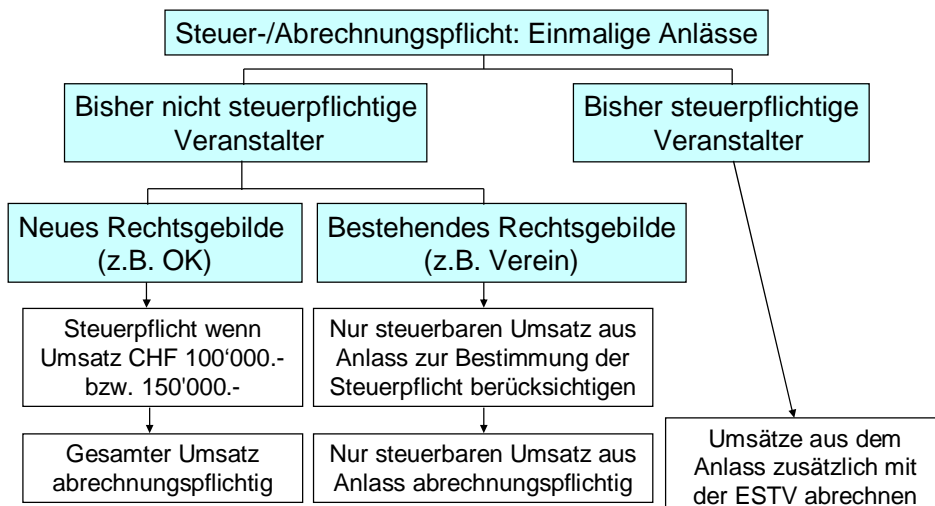 Steuer-/Abrechnungspflicht: Einmalige Anlässe
Bisher nicht steuerpflichtige
Veranstalter
Bisher steuerpflichtige
Veranstalter
Neues Rechtsgebilde
(z.B. OK)
Bestehendes Rechtsgebilde
(z.B. Verein)
Steuerpflicht wenn
Umsatz CHF 100‘000.-
bzw. 150'000.-
Nur steuerbaren Umsatz aus
Anlass zur Bestimmung der
Steuerpflicht berücksichtigen
Gesamter Umsatz
abrechnungspflichtig
Nur steuerbaren Umsatz aus
Anlass abrechnungspflichtig
Umsätze aus dem
Anlass zusätzlich mit
der ESTV abrechnen